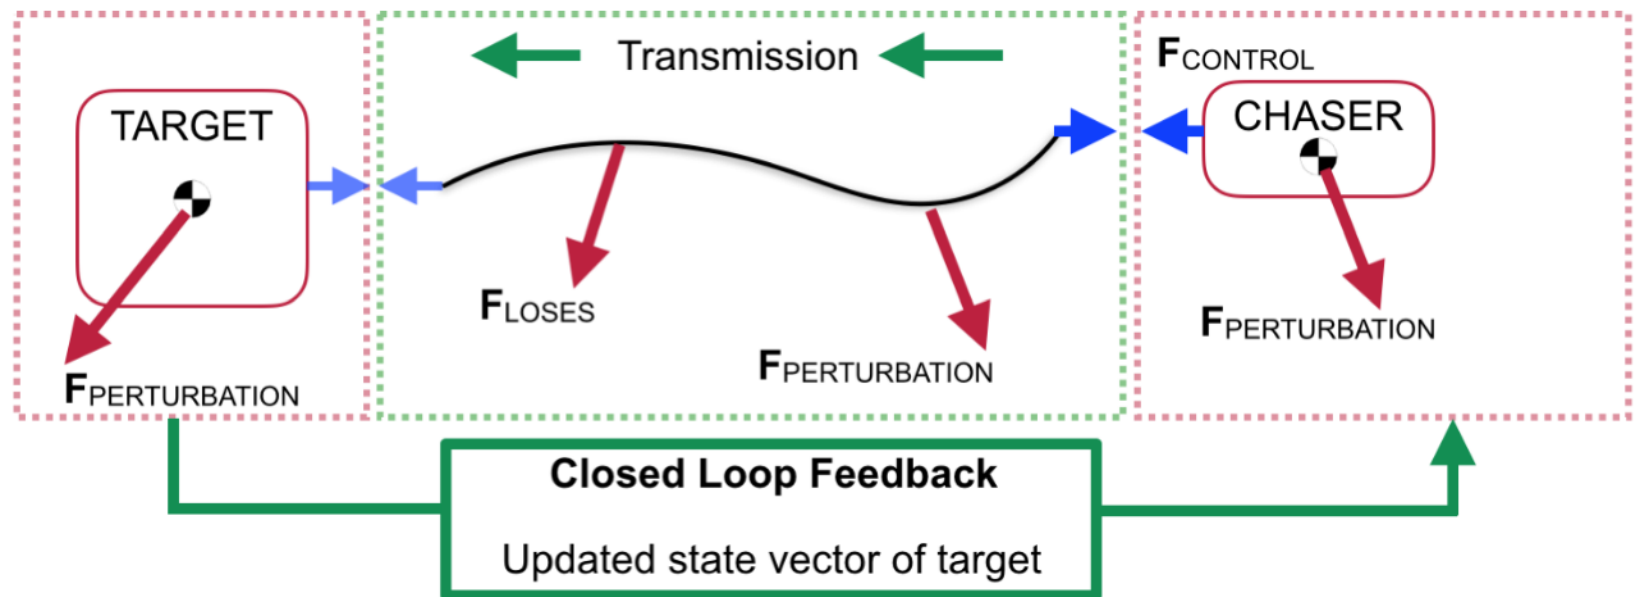 Transmission
FCONTROL
TARGET
CHASER
FLOSES
FPERTURBATION
FPERTURBATION
FPERTURBATION
Closed Loop Feedback
Updated state vector of target